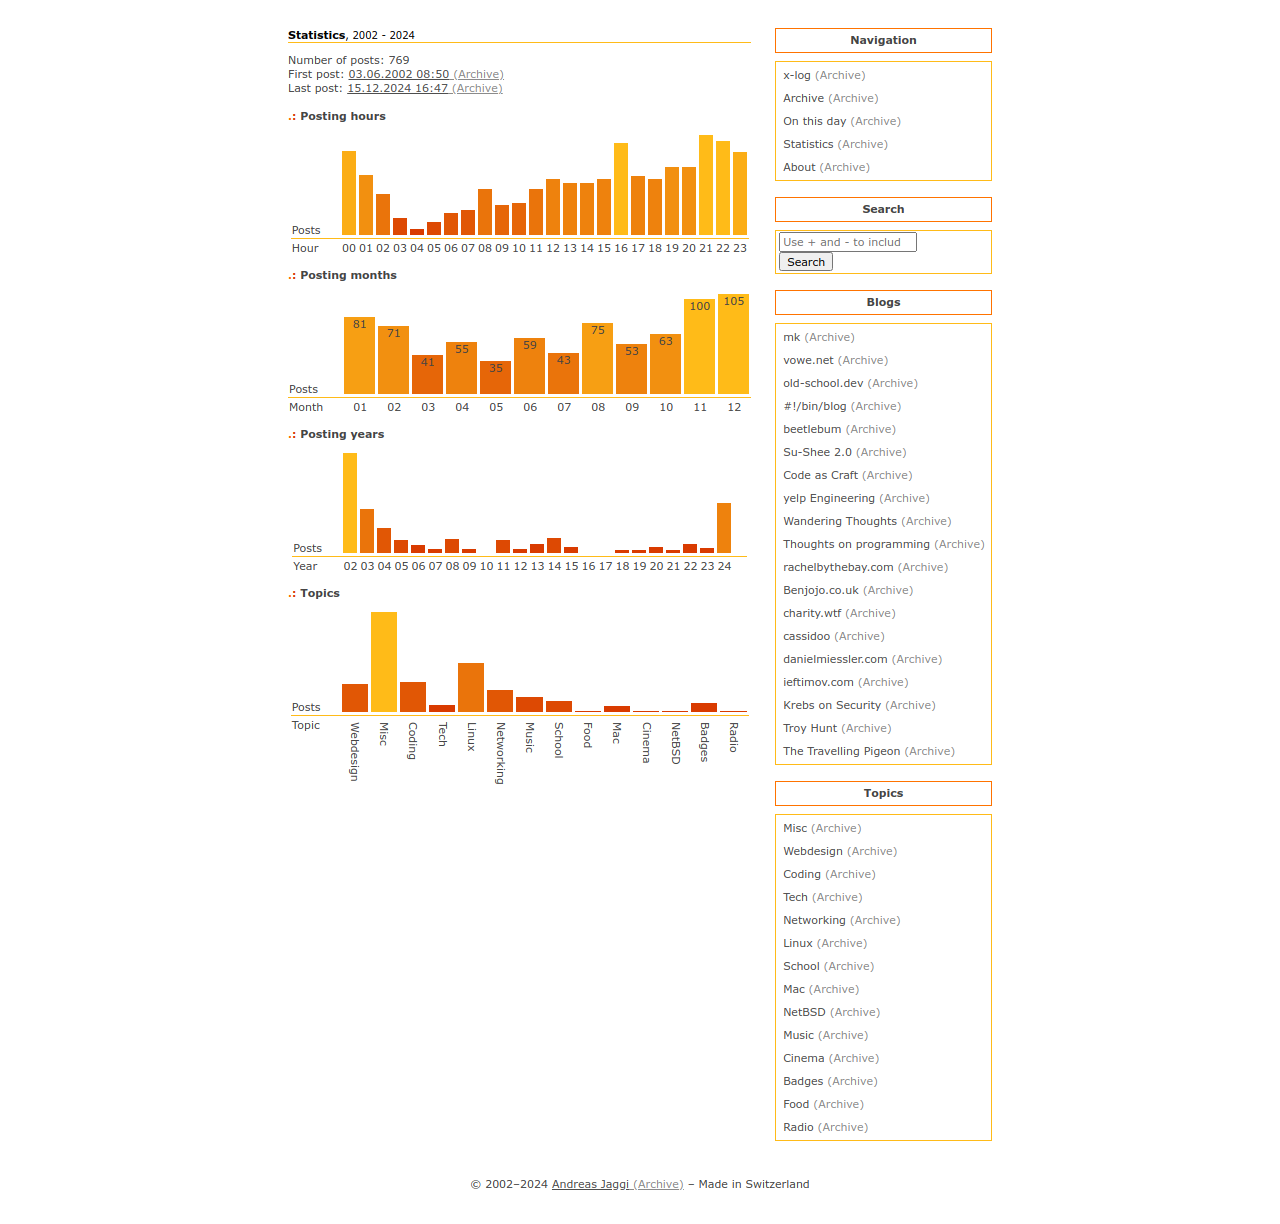 Statistics, 2002 - 2024
Number of posts: 769
First post: 03.06.2002 08:50 (Archive)
Last post: 15.12.2024 16:47 (Archive)
.: Posting hours
Posts
Hour 00 01 02 03 04 05 06 07 08 09 10 11 12 13 14 15 16 17 18 19 20 21 22 23
.: Posting months
81 71 41 55 35 59 43 75 53 63 100 105
Posts
Month 01 02 03 04 05 06 07 08 09 10 11 12
.: Posting years
Posts
Year 02 03 04 05 06 07 08 09 10 11 12 13 14 15 16 17 18 19 20 21 22 23 24
.: Topics
Posts
Topic Webdesign Misc Coding Tech Linux Networking Music School Food Mac Cinema NetBSD Badges Radio
Navigation
x-log (Archive)
Archive (Archive)
On this day (Archive)
Statistics (Archive)
About (Archive)
Search
Use + and - to includ
Search
Blogs
mk (Archive)
vowe.net (Archive)
old-school.dev (Archive)
#!/bin/blog (Archive)
beetlebum (Archive)
Su-Shee 2.0 (Archive)
Code as Craft (Archive)
yelp Engineering (Archive)
Wandering Thoughts (Archive)
Thoughts on programming (Archive)
rachelbythebay.com (Archive)
Benjojo.co.uk (Archive)
charity.wtf (Archive)
cassidoo (Archive)
danielmiessler.com (Archive)
ieftimov.com (Archive)
Krebs on Security (Archive)
Troy Hunt (Archive)
The Travelling Pigeon (Archive)
Topics
Misc (Archive)
Webdesign (Archive)
Coding (Archive)
Tech (Archive)
Networking (Archive)
Linux (Archive)
School (Archive)
Mac (Archive)
NetBSD (Archive)
Music (Archive)
Cinema (Archive)
Badges (Archive)
Food (Archive)
Radio (Archive)
© 2002–2024 Andreas Jaggi (Archive) – Made in Switzerland